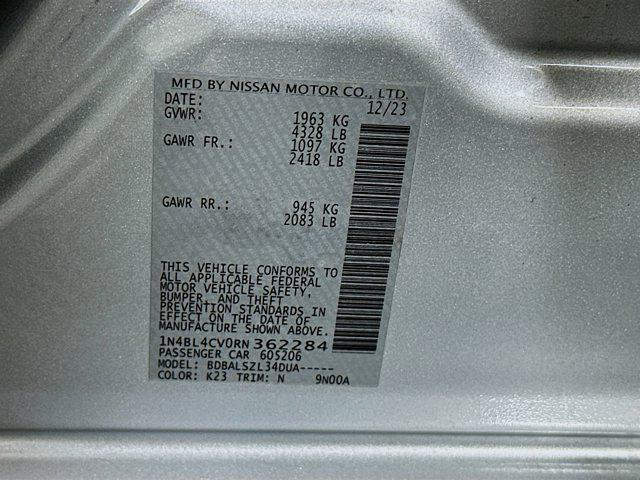 MFD BY NISSAN MOTOR CO., LTD.
DATE: 12/23
GVWR: 1963 KG
4328 LB
GAWR FR.: 1097 KG
2418 LB
GAWR RR.: 945 KG
2083 LB
THIS VEHICLE CONFORMS TO
ALL APPLICABLE FEDERAL
MOTOR VEHICLE SAFETY,
BUMPER, AND THEFT
PREVENTION STANDARDS IN
EFFECT ON THE DATE OF
MANUFACTURE SHOWN ABOVE.
1N4BL4CV0RN362284
PASSENGER CAR 605206
MODEL: BDBALSZL34DUA-----
COLOR: K23 TRIM: N 9N00A